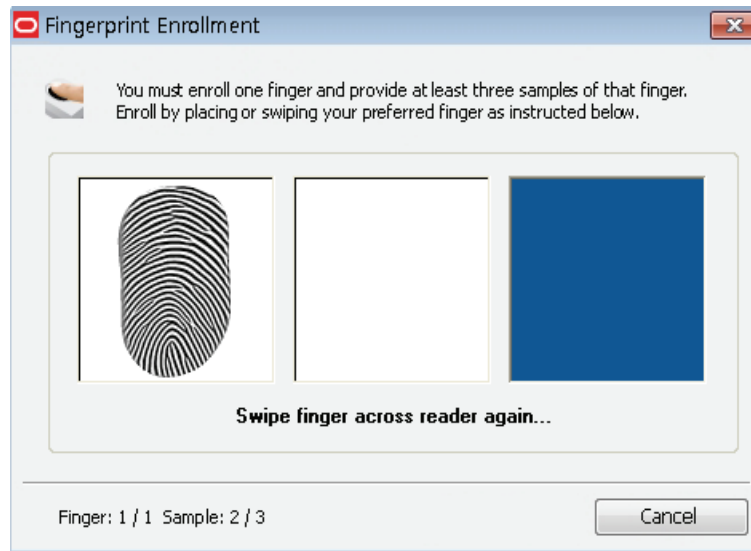 Fingerprint Enrollment
You must enroll one finger and provide at least three samples of that finger.
Enroll by placing or swiping your preferred finger as instructed below.
Swipe finger across reader again...
Finger: 1 / 1 Sample: 2 / 3
Cancel